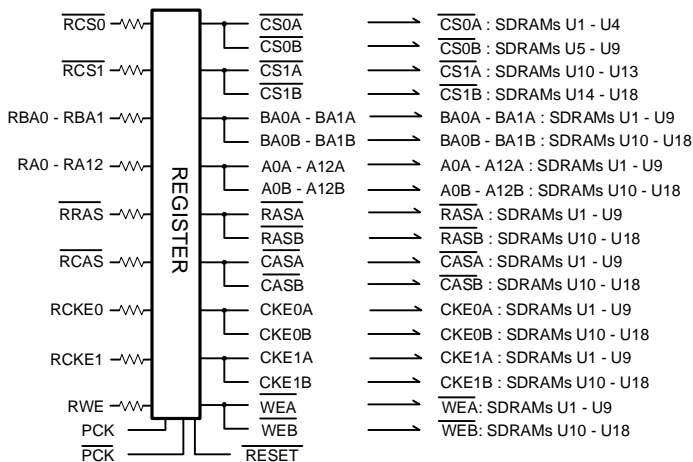 RCS0 CS0A CS0A : SDRAMs U1 - U4
CS0B CS0B : SDRAMs U5 - U9
RCS1 CS1A CS1A : SDRAMs U10 - U13
CS1B CS1B : SDRAMs U14 - U18
RBA0 - RBA1 BA0A - BA1A BA0A - BA1A : SDRAMs U1 - U9
BA0B - BA1B BA0B - BA1B : SDRAMs U10 - U18
RA0 - RA12 A0A - A12A A0A - A12A : SDRAMs U1 - U9
A0B - A12B A0B - A12B : SDRAMs U10 - U18
REGISTER
RRAS RASA RASA : SDRAMs U1 - U9
RASB RASB : SDRAMs U10 - U18
RCAS CASA CASA : SDRAMs U1 - U9
CASB CASB : SDRAMs U10 - U18
RCKE0 CKE0A CKE0A : SDRAMs U1 - U9
CKE0B CKE0B : SDRAMs U10 - U18
RCKE1 CKE1A CKE1A : SDRAMs U1 - U9
CKE1B CKE1B : SDRAMs U10 - U18
RWE WEA WEA: SDRAMs U1 - U9
PCK WEB WEB: SDRAMs U10 - U18
PCK RESET